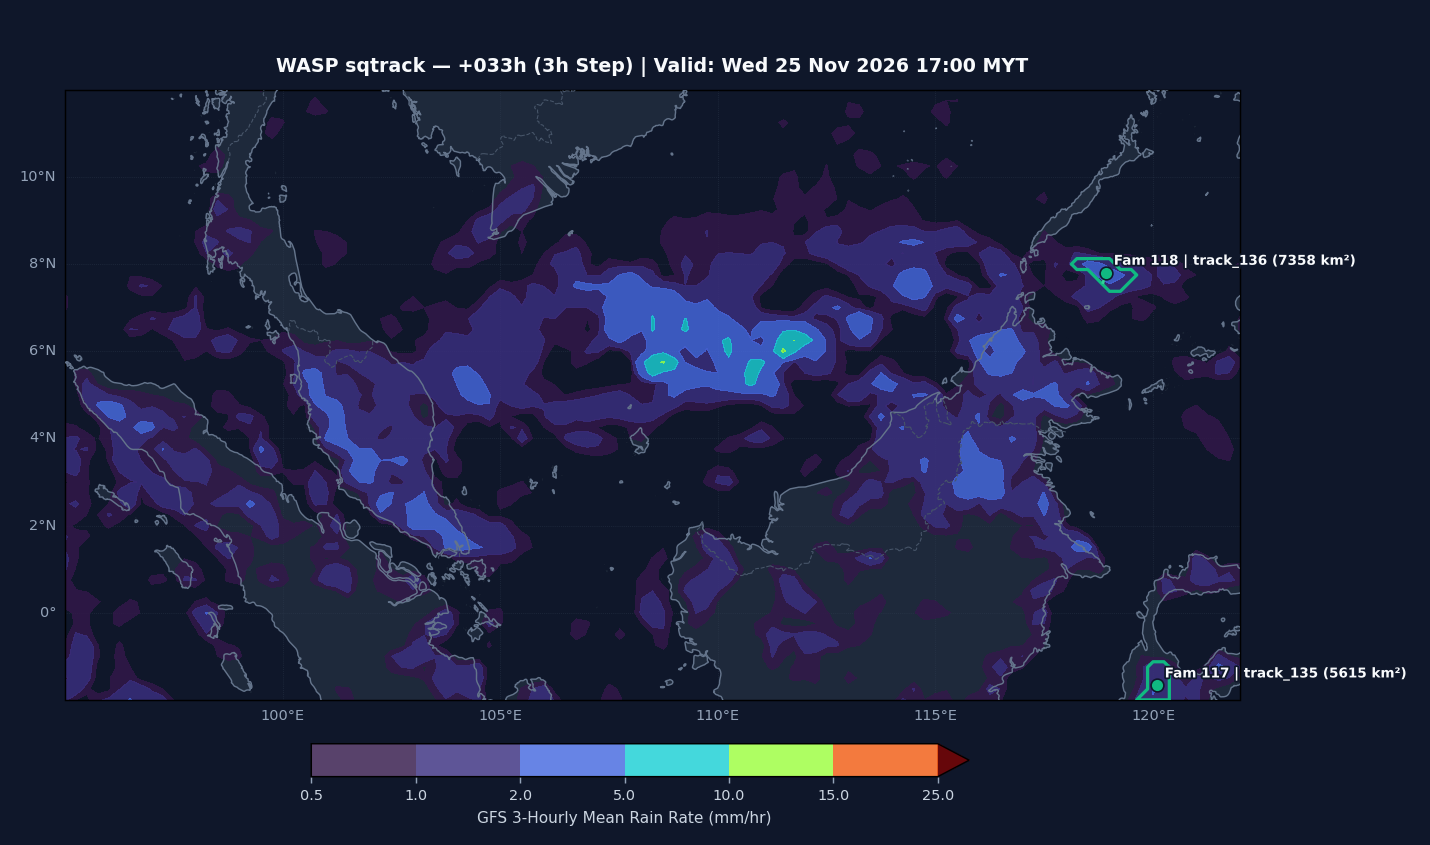 WASP sqtrack — +033h (3h Step) | Valid: Wed 25 Nov 2026 17:00 MYT
10°N
8°N
6°N
4°N
2°N
0°
Fam 118 | track_136 (7358 km²)
Fam 117 | track_135 (5615 km²)
100°E 105°E 110°E 115°E 120°E
0.5 1.0 2.0 5.0 10.0 15.0 25.0
GFS 3-Hourly Mean Rain Rate (mm/hr)